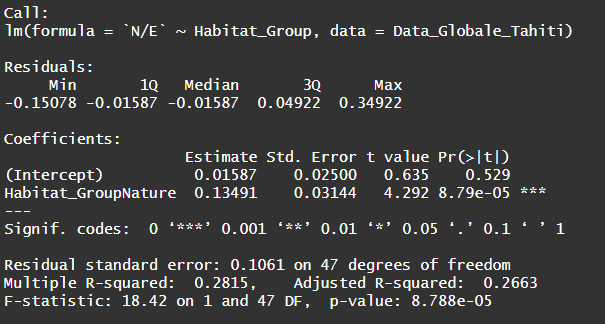 Call:
lm(formula = `N/E` ~ Habitat_Group, data = Data_Globale_Tahiti)

Residuals:
     Min       1Q   Median       3Q      Max
-0.15078 -0.01587 -0.01587  0.04922  0.34922

Coefficients:
                    Estimate Std. Error t value Pr(>|t|)
(Intercept)          0.01587    0.02500   0.635    0.529
Habitat_GroupNature  0.13491    0.03144   4.292 8.79e-05 ***
---
Signif. codes:  0 ‘***’ 0.001 ‘**’ 0.01 ‘*’ 0.05 ‘.’ 0.1 ‘ ’ 1

Residual standard error: 0.1061 on 47 degrees of freedom
Multiple R-squared:  0.2815,    Adjusted R-squared:  0.2663
F-statistic: 18.42 on 1 and 47 DF,  p-value: 8.788e-05